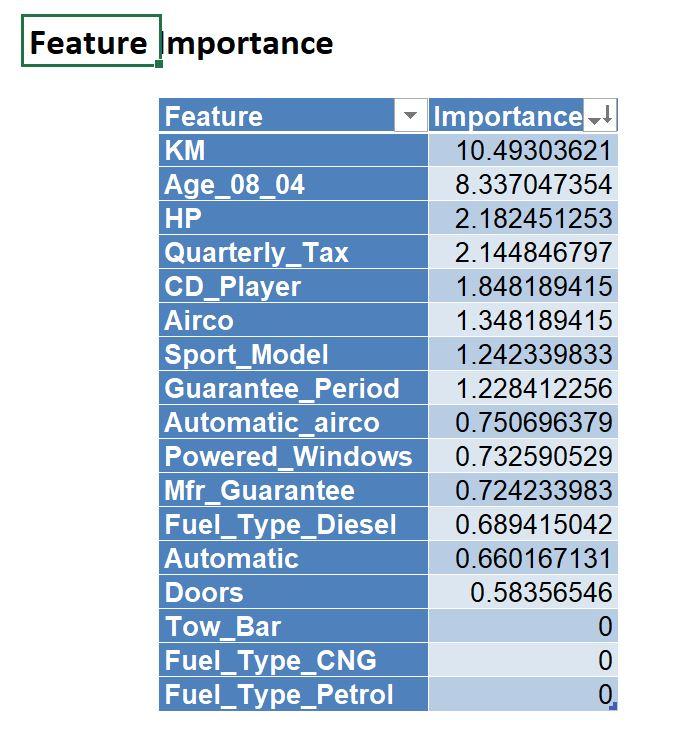 Feature Importance
Feature Importance
KM 10.49303621
Age_08_04 8.337047354
HP 2.182451253
Quarterly_Tax 2.144846797
CD_Player 1.848189415
Airco 1.348189415
Sport_Model 1.242339833
Guarantee_Period 1.228412256
Automatic_airco 0.750696379
Powered_Windows 0.732590529
Mfr_Guarantee 0.724233983
Fuel_Type_Diesel 0.689415042
Automatic 0.660167131
Doors 0.58356546
Tow_Bar 0
Fuel_Type_CNG 0
Fuel_Type_Petrol 0